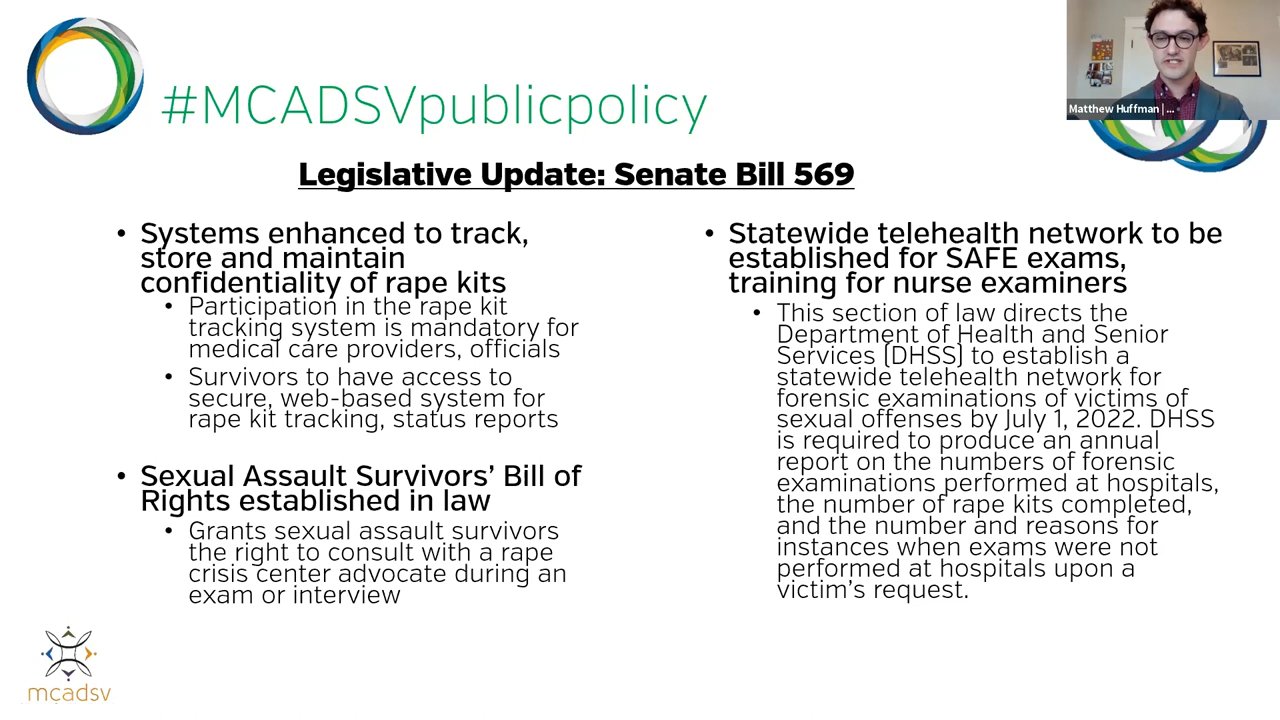 #MCADSVpublicpolicy
Matthew Huffman | ...
Legislative Update: Senate Bill 569
• Systems enhanced to track,
store and maintain
confidentiality of rape kits
• Participation in the rape kit
tracking system is mandatory for
medical care providers, officials
• Survivors to have access to
secure, web-based system for
rape kit tracking, status reports
• Sexual Assault Survivors’ Bill of
Rights established in law
• Grants sexual assault survivors
the right to consult with a rape
crisis center advocate during an
exam or interview
• Statewide telehealth network to be
established for SAFE exams,
training for nurse examiners
• This section of law directs the
Department of Health and Senior
Services (DHSS) to establish a
statewide telehealth network for
forensic examinations of victims of
sexual offenses by July 1, 2022. DHSS
is required to produce an annual
report on the numbers of forensic
examinations performed at hospitals,
the number of rape kits completed,
and the number and reasons for
instances when exams were not
performed at hospitals upon a
victim’s request.
mcadsv